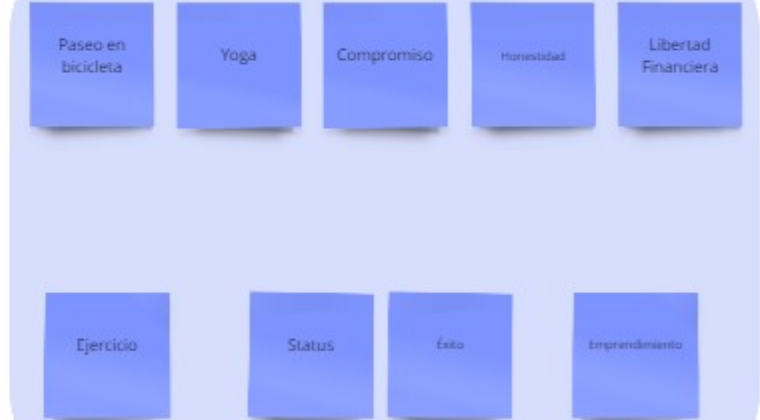 Paseo en
bicicleta
Yoga
Compromiso
Honestidad
Libertad
Financiera
Ejercicio
Status
Éxito
Emprendimiento